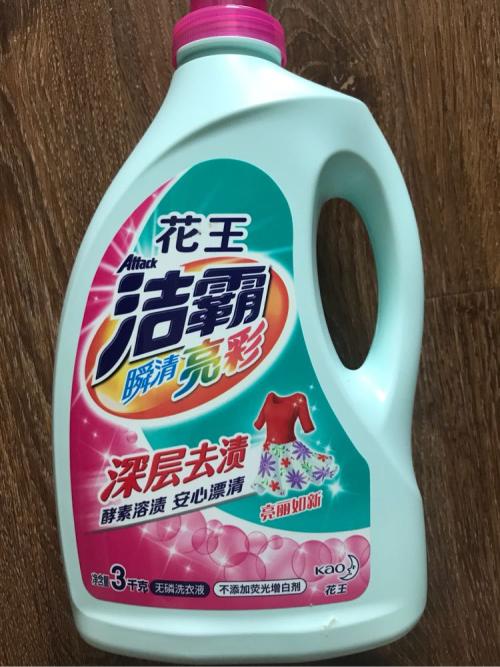 花王
Attack
洁霸
瞬清亮彩
深层去渍
酵素溶渍 安心漂清
亮丽如新
净含量3千克
无磷洗衣液
不添加荧光增白剂
Kao
花王